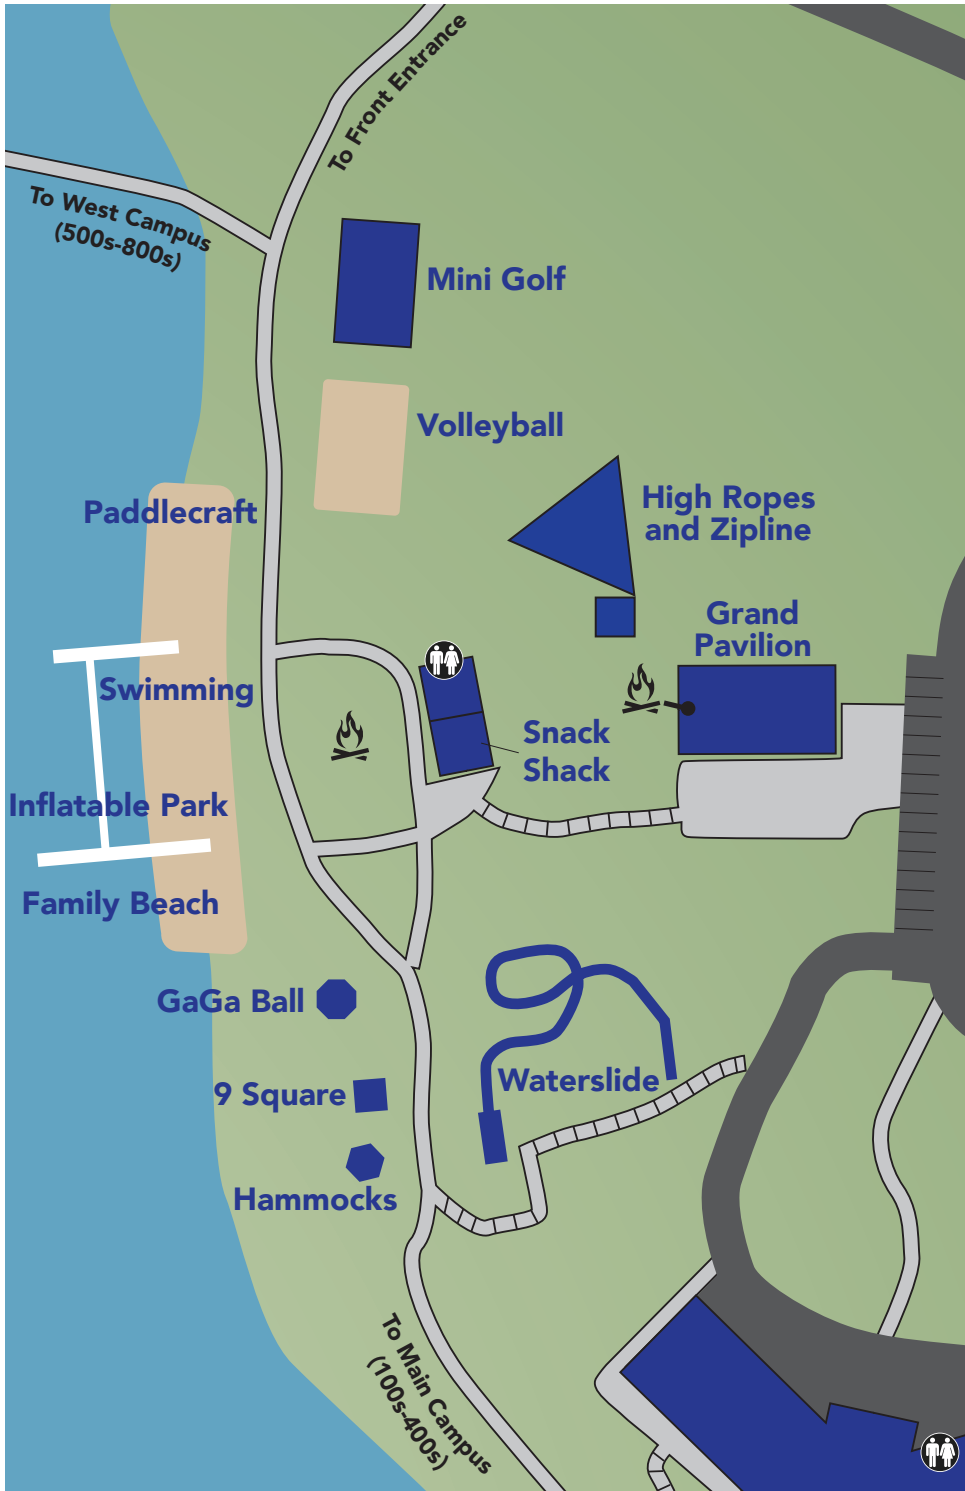 To Front Entrance
To West Campus
(500s-800s)
Mini Golf
Volleyball
Paddlecraft
High Ropes
and Zipline
Grand
Pavilion
Swimming
Snack
Shack
Inflatable Park
Family Beach
GaGa Ball
9 Square
Waterslide
Hammocks
To Main Campus
(100s-400s)